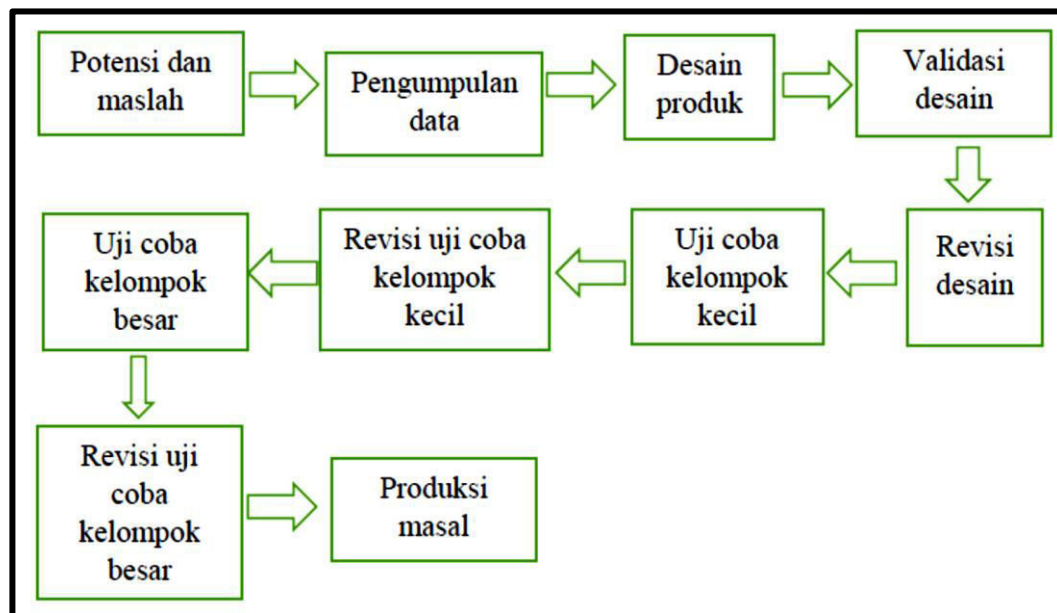 Potensi dan
maslah
Pengumpulan
data
Desain
produk
Validasi
desain
Revisi
desain
Uji coba
kelompok
kecil
Revisi uji coba
kelompok
kecil
Uji coba
kelompok
besar
Revisi uji
coba
kelompok
besar
Produksi
masal